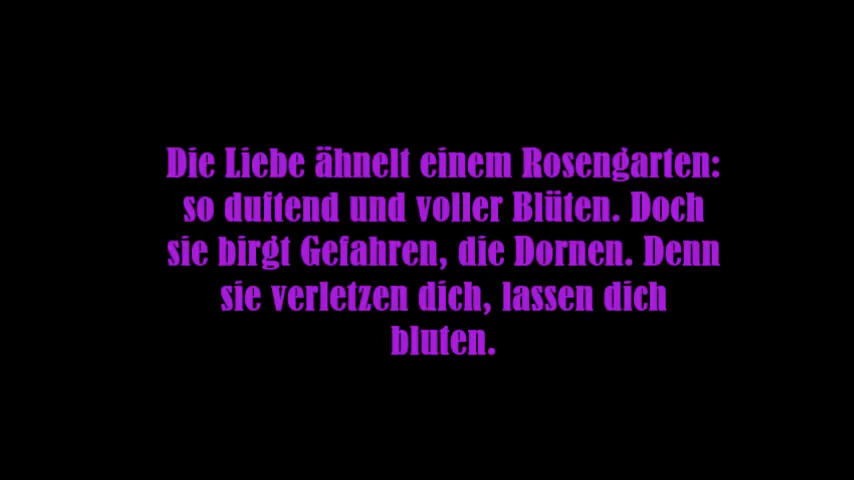 Die Liebe ähnelt einem Rosengarten:
so duftend und voller Blüten. Doch
sie birgt Gefahren, die Dornen. Denn
sie verletzen dich, lassen dich
bluten.